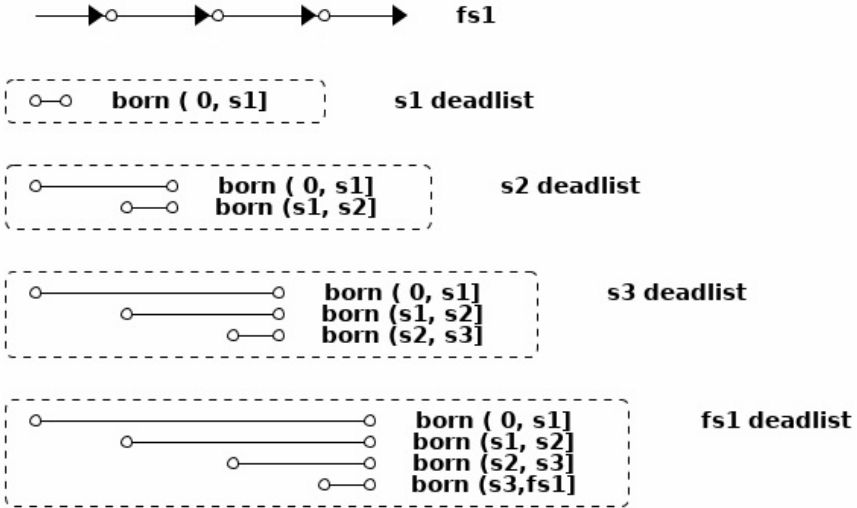 fs1
born ( 0, s1] s1 deadlist
born ( 0, s1] s2 deadlist
born (s1, s2]
born ( 0, s1] s3 deadlist
born (s1, s2]
born (s2, s3]
born ( 0, s1] fs1 deadlist
born (s1, s2]
born (s2, s3]
born (s3,fs1]